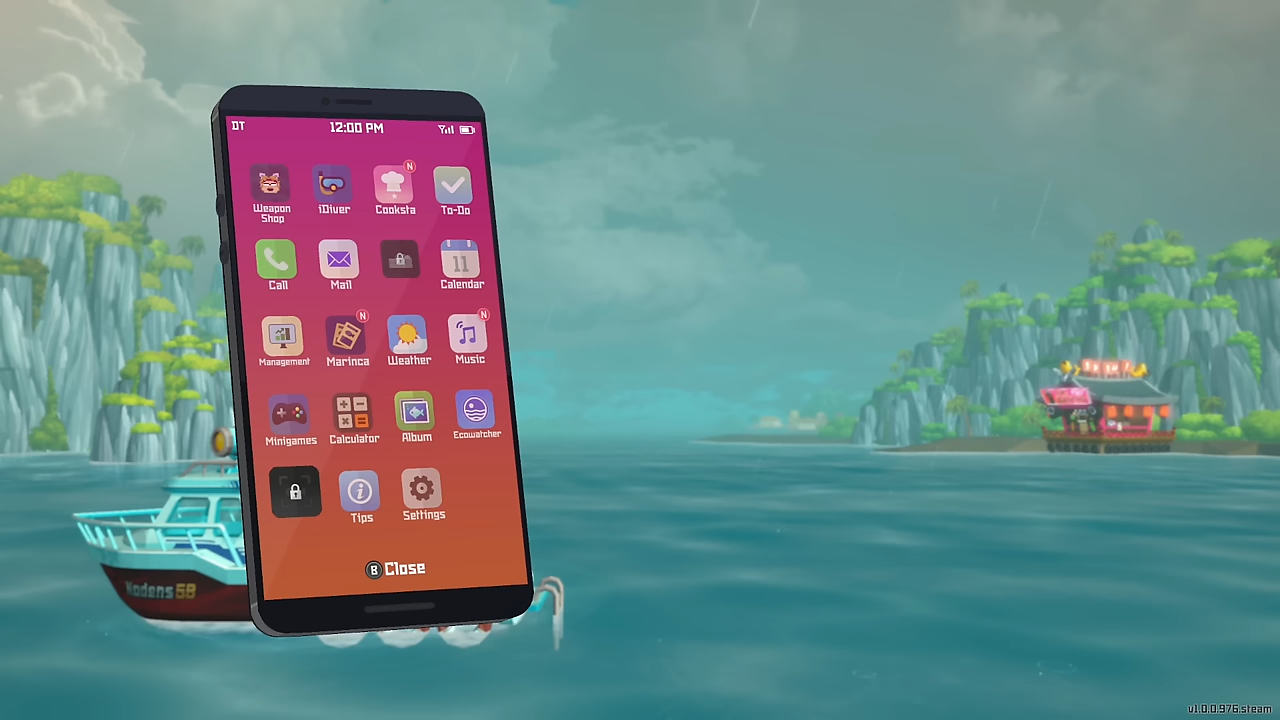 DT
12:00 PM
N
Weapon
Shop
iDiver
Cooksta
To-Do
Call
Mail
11
Calendar
N
N
Management
Marinca
Weather
Music
Minigames
Calculator
Album
Ecowatcher
Tips
Settings
B Close
Nodens 58
v1.0.0.976.steam